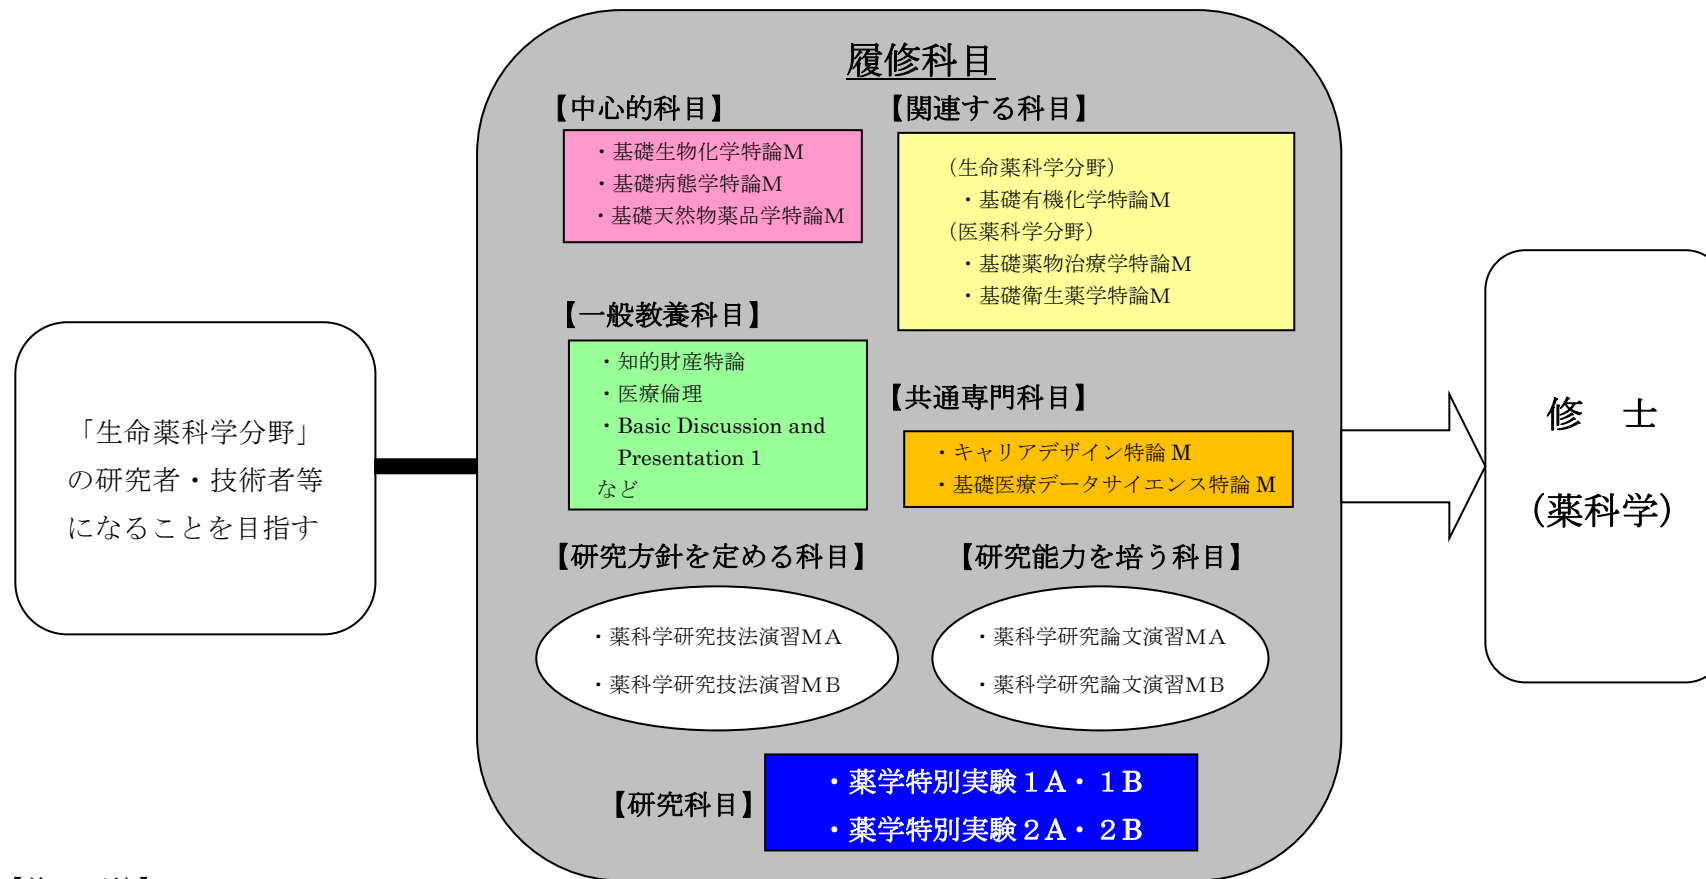 履修科目
【中心的科目】
・基礎生物化学特論M
・基礎病態学特論M
・基礎天然物薬品学特論M
【関連する科目】
（生命薬科学分野）
・基礎有機化学特論M
（医薬科学分野）
・基礎薬物治療学特論M
・基礎衛生薬学特論M
【一般教養科目】
・知的財産特論
・医療倫理
・Basic Discussion and
Presentation 1
など
【共通専門科目】
・キャリアデザイン特論 M
・基礎医療データサイエンス特論 M
「生命薬科学分野」
の研究者・技術者等
になることを目指す
【研究方針を定める科目】
・薬科学研究技法演習MA
・薬科学研究技法演習MB
【研究能力を培う科目】
・薬科学研究論文演習MA
・薬科学研究論文演習MB
【研究科目】
・薬学特別実験１A・１B
・薬学特別実験２A・２B
修　士
（薬科学）